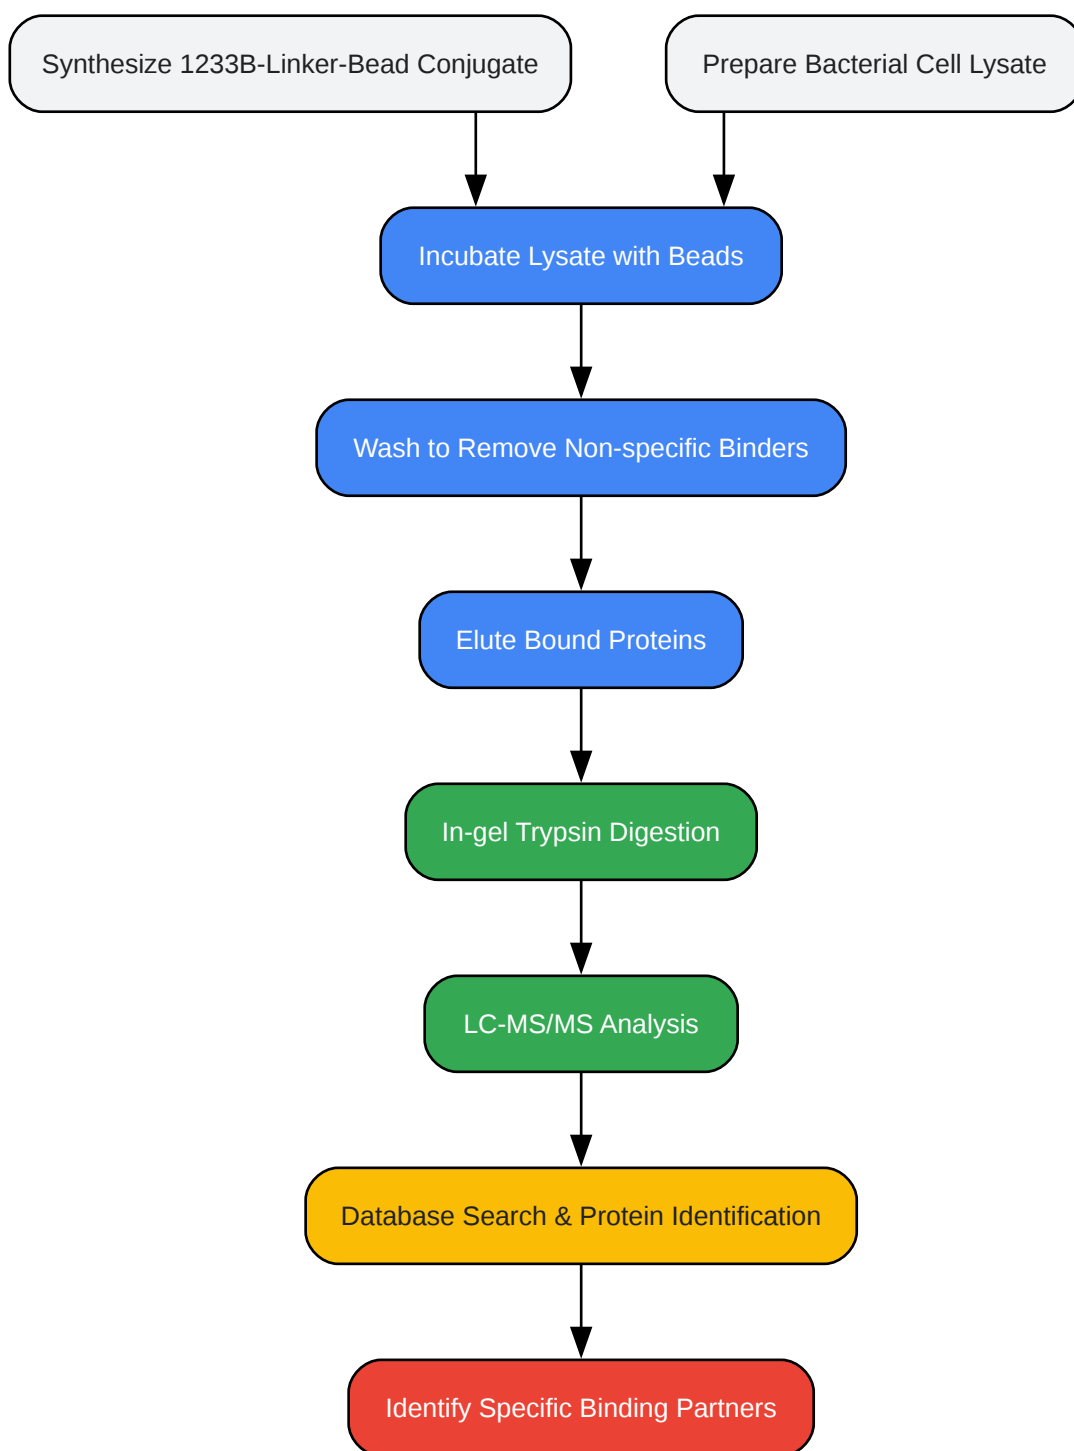 Synthesize 1233B-Linker-Bead Conjugate
Prepare Bacterial Cell Lysate
Incubate Lysate with Beads
Wash to Remove Non-specific Binders
Elute Bound Proteins
In-gel Trypsin Digestion
LC-MS/MS Analysis
Database Search & Protein Identification
Identify Specific Binding Partners